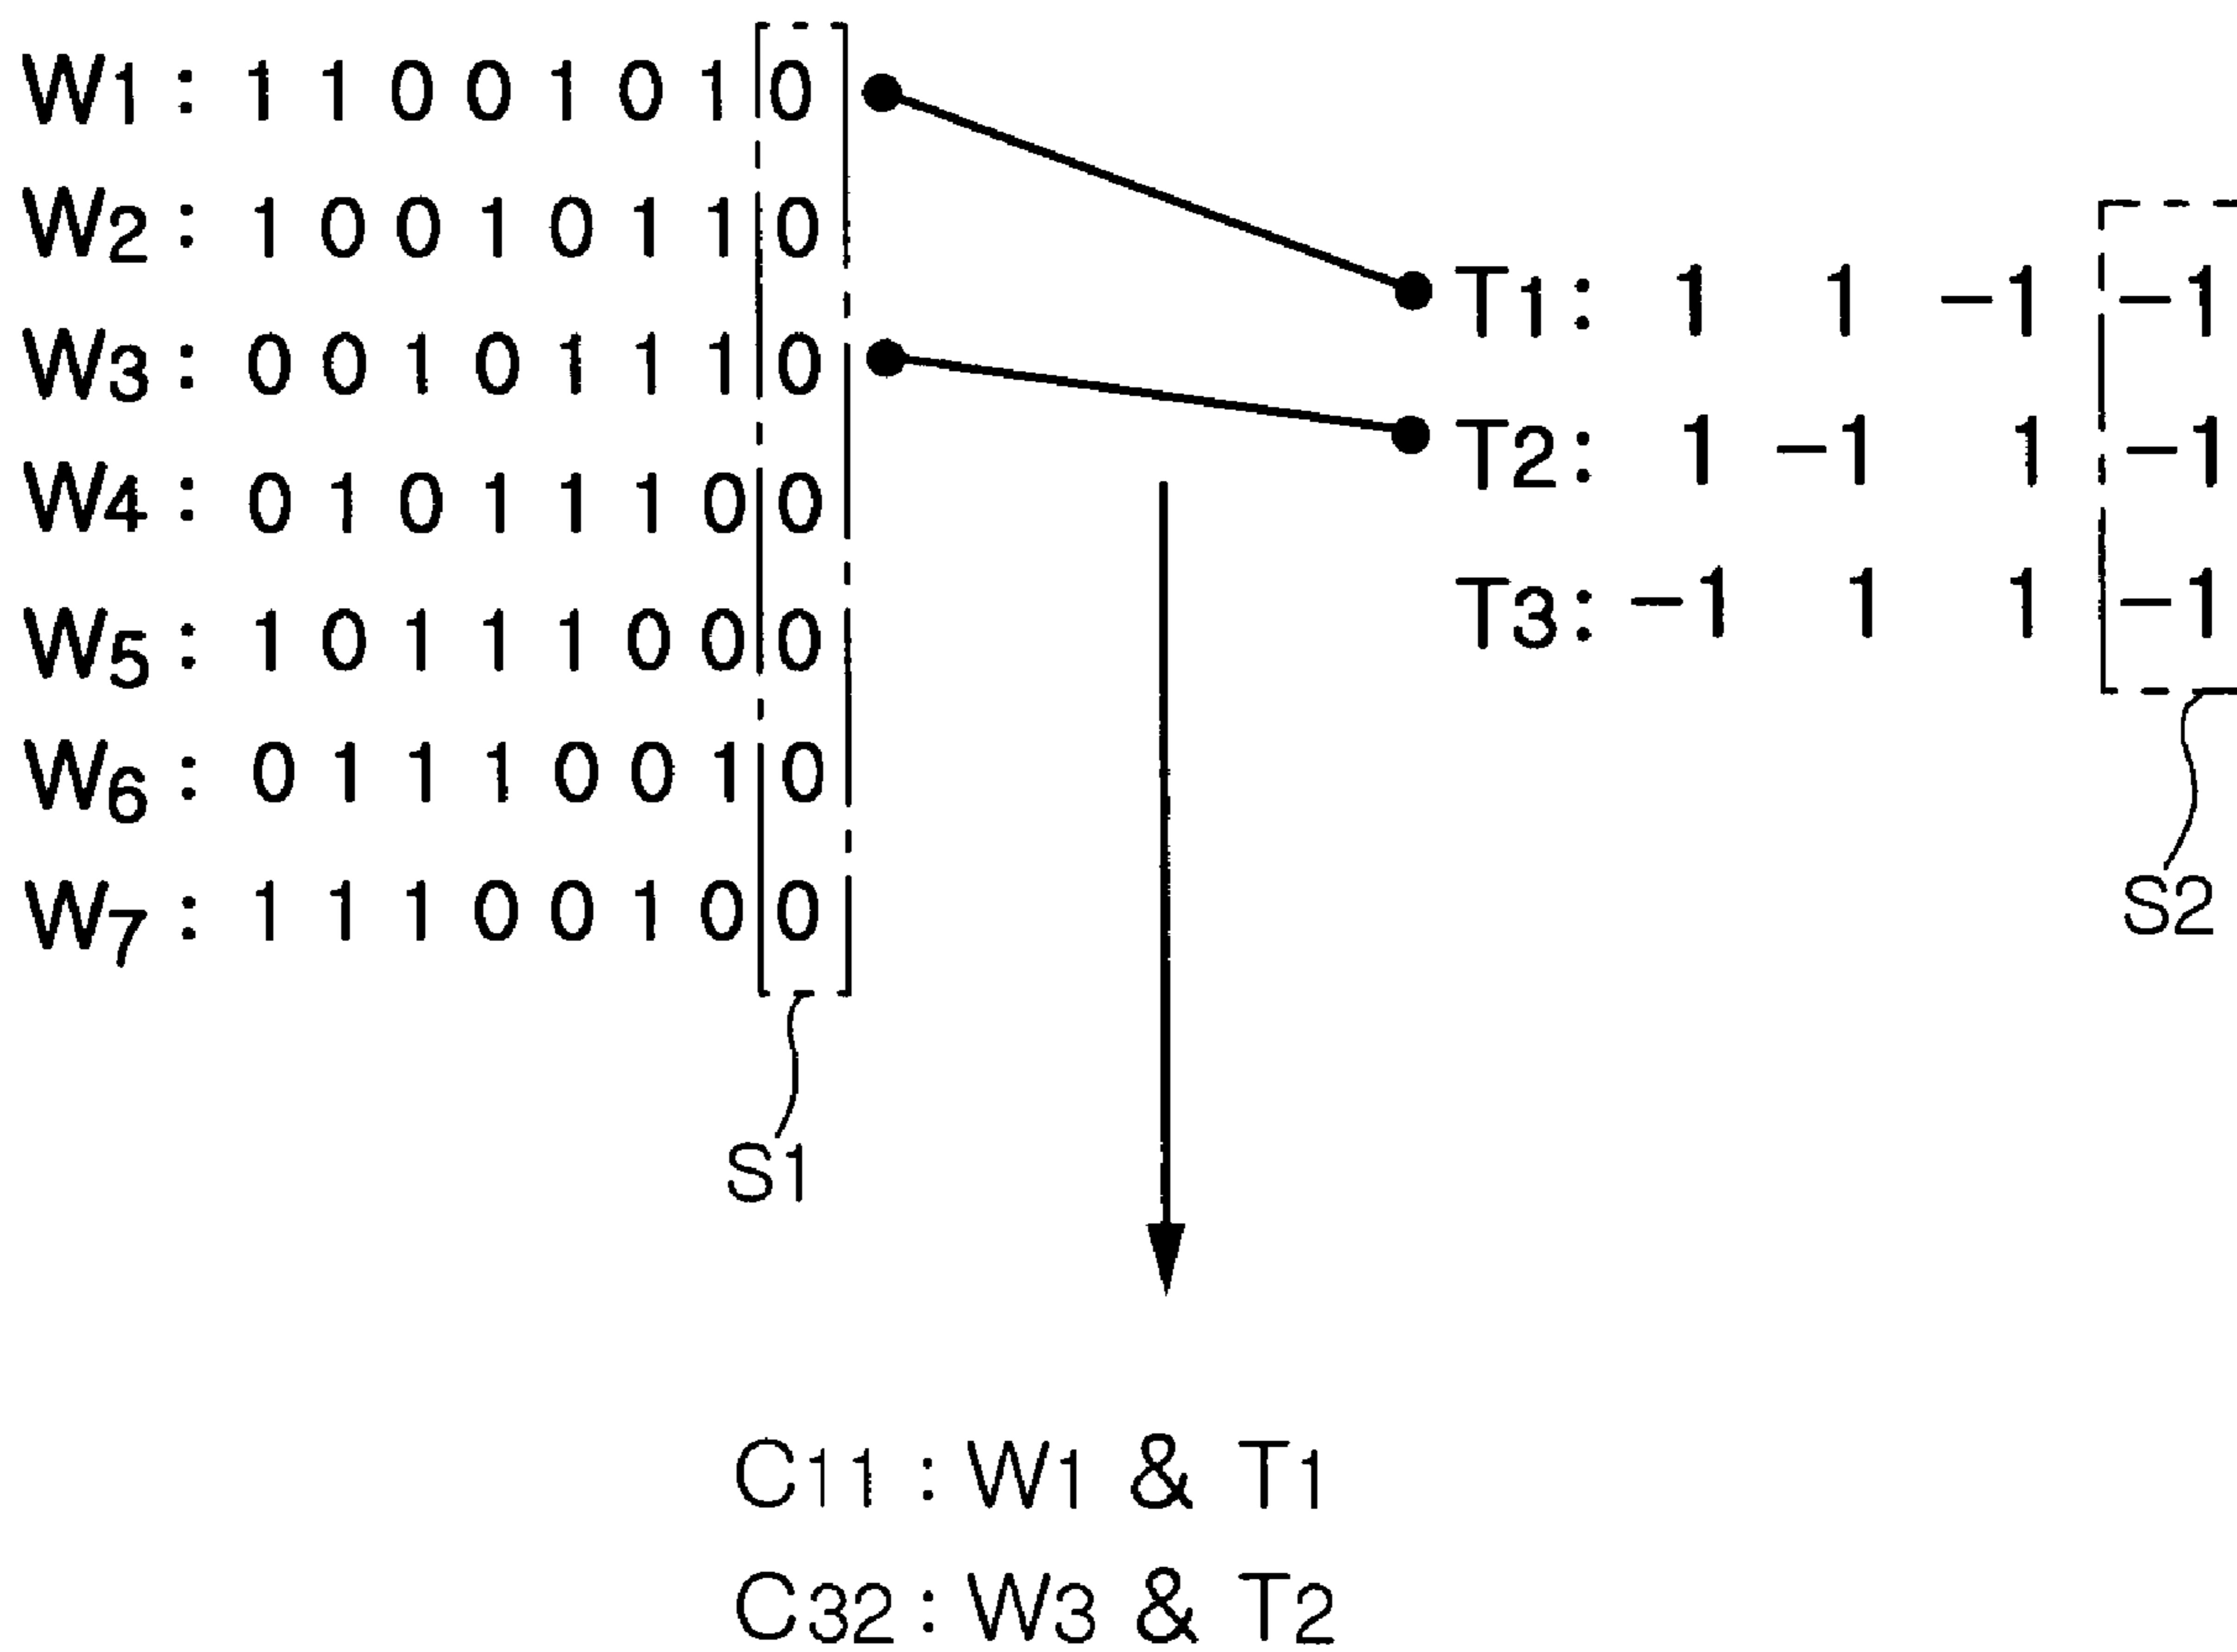 W1 : 1 1 0 0 1 0 1 0
W2 : 1 0 0 1 0 1 1 0
W3 : 0 0 1 0 1 1 1 0
W4 : 0 1 0 1 1 1 0 0
W5 : 1 0 1 1 1 0 0 0
W6 : 0 1 1 1 0 0 1 0
W7 : 1 1 1 0 0 1 0 0
S1
T1: 1 1 -1 -1
T2: 1 -1 1 -1
T3: -1 1 1 -1
S2
C11 : W1 & T1
C32 : W3 & T2